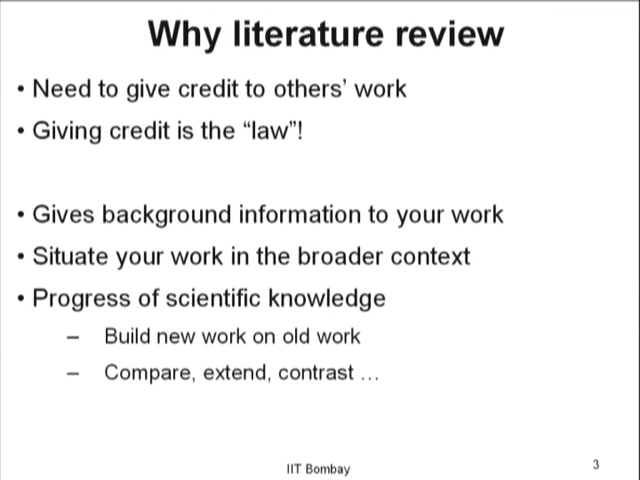 Why literature review
• Need to give credit to others’ work
• Giving credit is the “law”!
• Gives background information to your work
• Situate your work in the broader context
• Progress of scientific knowledge
– Build new work on old work
– Compare, extend, contrast …
IIT Bombay
3